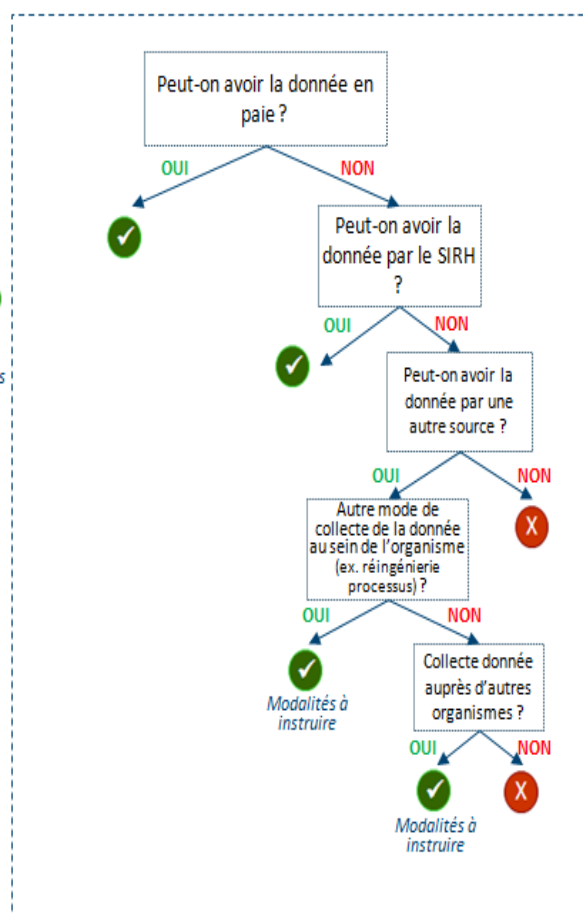 Peut-on avoir la donnée en
paie ?
OUI
NON
Peut-on avoir la
donnée par le SIRH
?
OUI
NON
Peut-on avoir la
donnée par une
autre source ?
OUI
NON
Autre mode de
collecte de la donnée
au sein de l'organisme
(ex. réingénierie
processus) ?
X
OUI
NON
Modalités à
instruire
Collecte donnée
auprès d'autres
organismes ?
OUI
NON
X
Modalités à
instruire